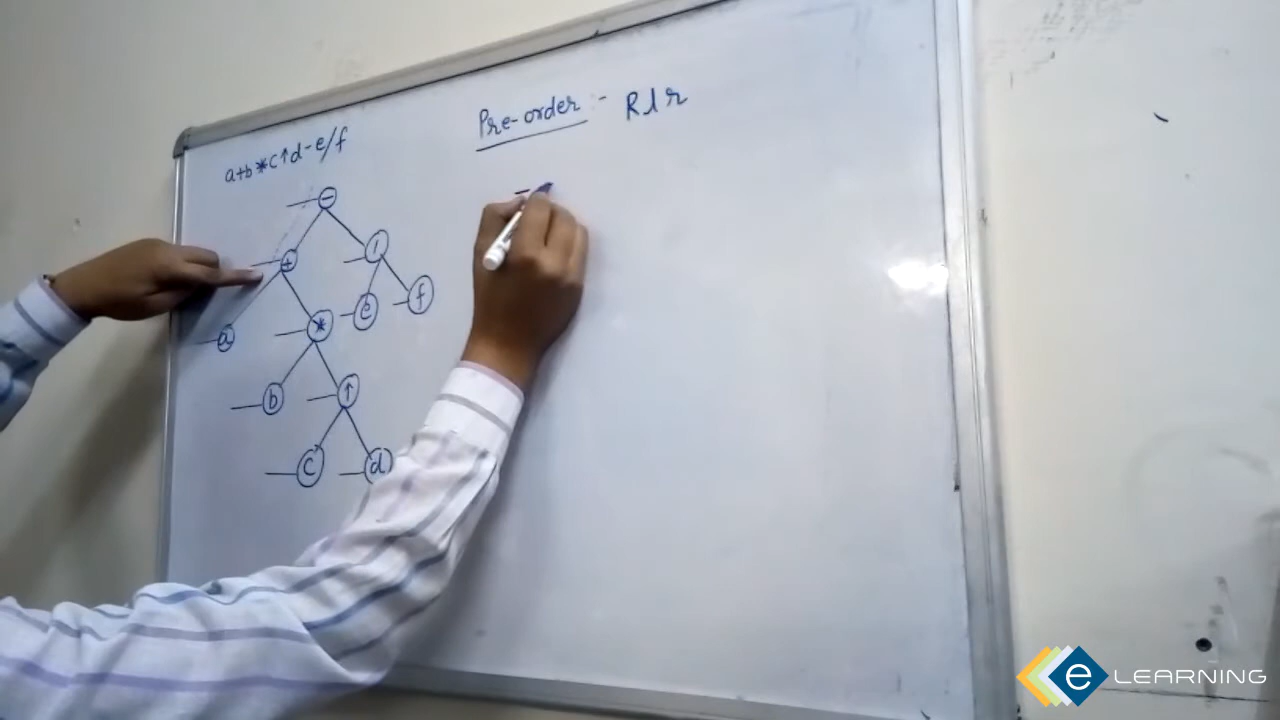 Pre-order :- R l r
a+b*c↑d-e/f
-
-
+
/
a
*
e
f
b
↑
c
d
e LEARNING